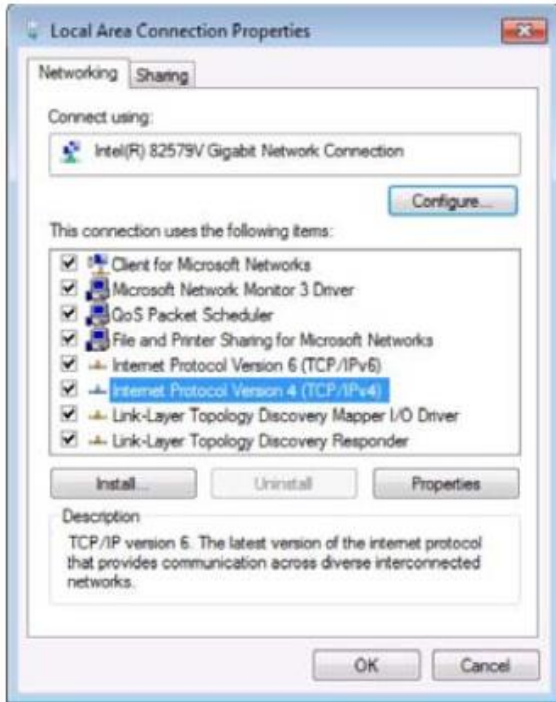 Local Area Connection Properties
Networking
Sharing
Connect using:
Intel(R) 82579V Gigabit Network Connection
Configure...
This connection uses the following items:
Client for Microsoft Networks
Microsoft Network Monitor 3 Driver
QoS Packet Scheduler
File and Printer Sharing for Microsoft Networks
Internet Protocol Version 6 (TCP/IPv6)
Internet Protocol Version 4 (TCP/IPv4)
Link-Layer Topology Discovery Mapper I/O Driver
Link-Layer Topology Discovery Responder
Install...
Uninstall
Properties
Description
TCP/IP version 6. The latest version of the internet protocol
that provides communication across diverse interconnected
networks.
OK
Cancel